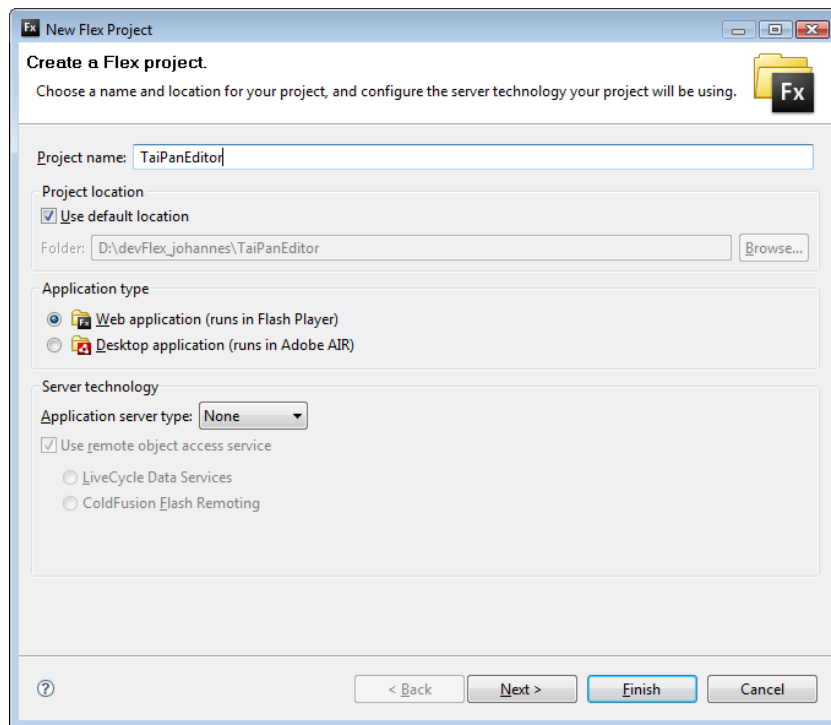 Fx New Flex Project
Create a Flex project.
Choose a name and location for your project, and configure the server technology your project will be using.
Fx
Project name: TaiPanEditor
Project location
Use default location
Folder: D:\devFlex_johannes\TaiPanEditor Browse...
Application type
Fx Web application (runs in Flash Player)
Desktop application (runs in Adobe AIR)
Server technology
Application server type: None
Use remote object access service
LiveCycle Data Services
ColdFusion Flash Remoting
? < Back Next > Finish Cancel